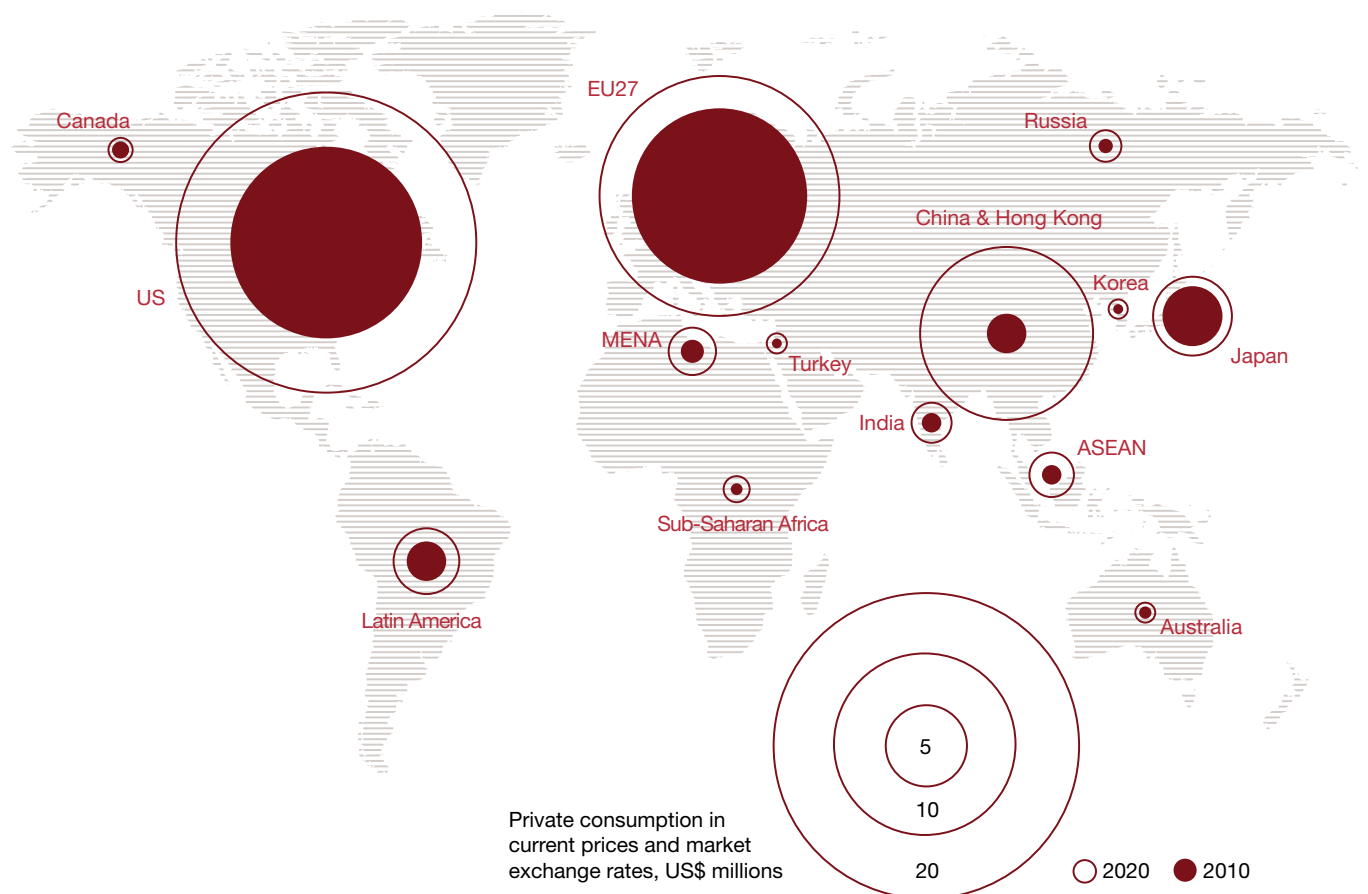 EU27
Canada
Russia
China & Hong Kong
Korea
US
MENA
Turkey
Japan
India
ASEAN
Sub-Saharan Africa
Latin America
Australia
5
10
20
Private consumption in
current prices and market
exchange rates, US$ millions
2020
2010